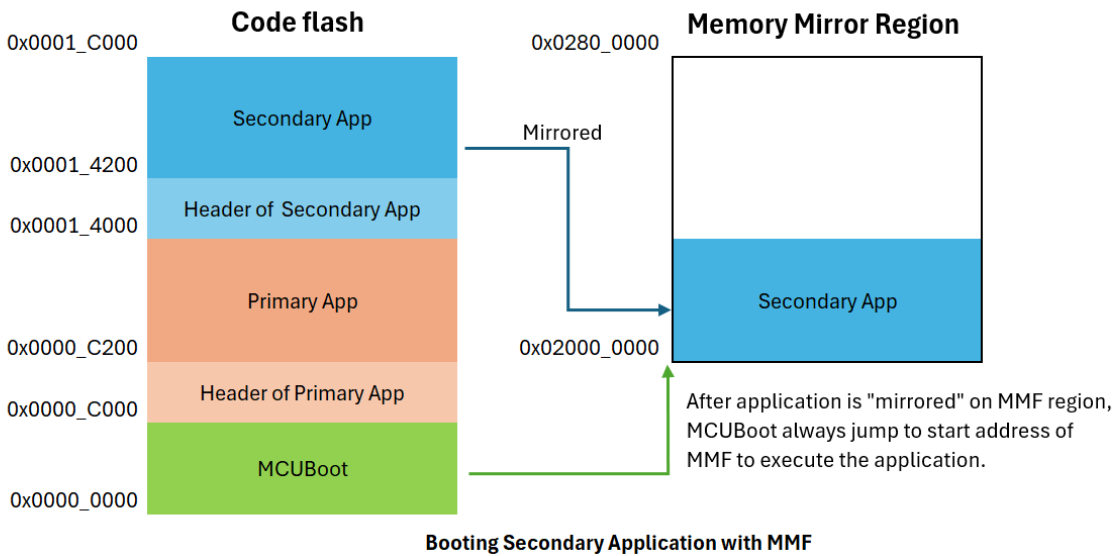 Code flash
Memory Mirror Region
0x0001_C000
0x0280_0000
Secondary App
Mirrored
0x0001_4200
Header of  Secondary App
0x0001_4000
Primary App
Secondary App
0x0000_C200
0x02000_0000
Header of Primary App
0x0000_C000
After application is "mirrored" on MMF region,
MCUBoot always jump to start address of
MMF to execute the application.
MCUBoot
0x0000_0000
Booting Secondary Application with MMF